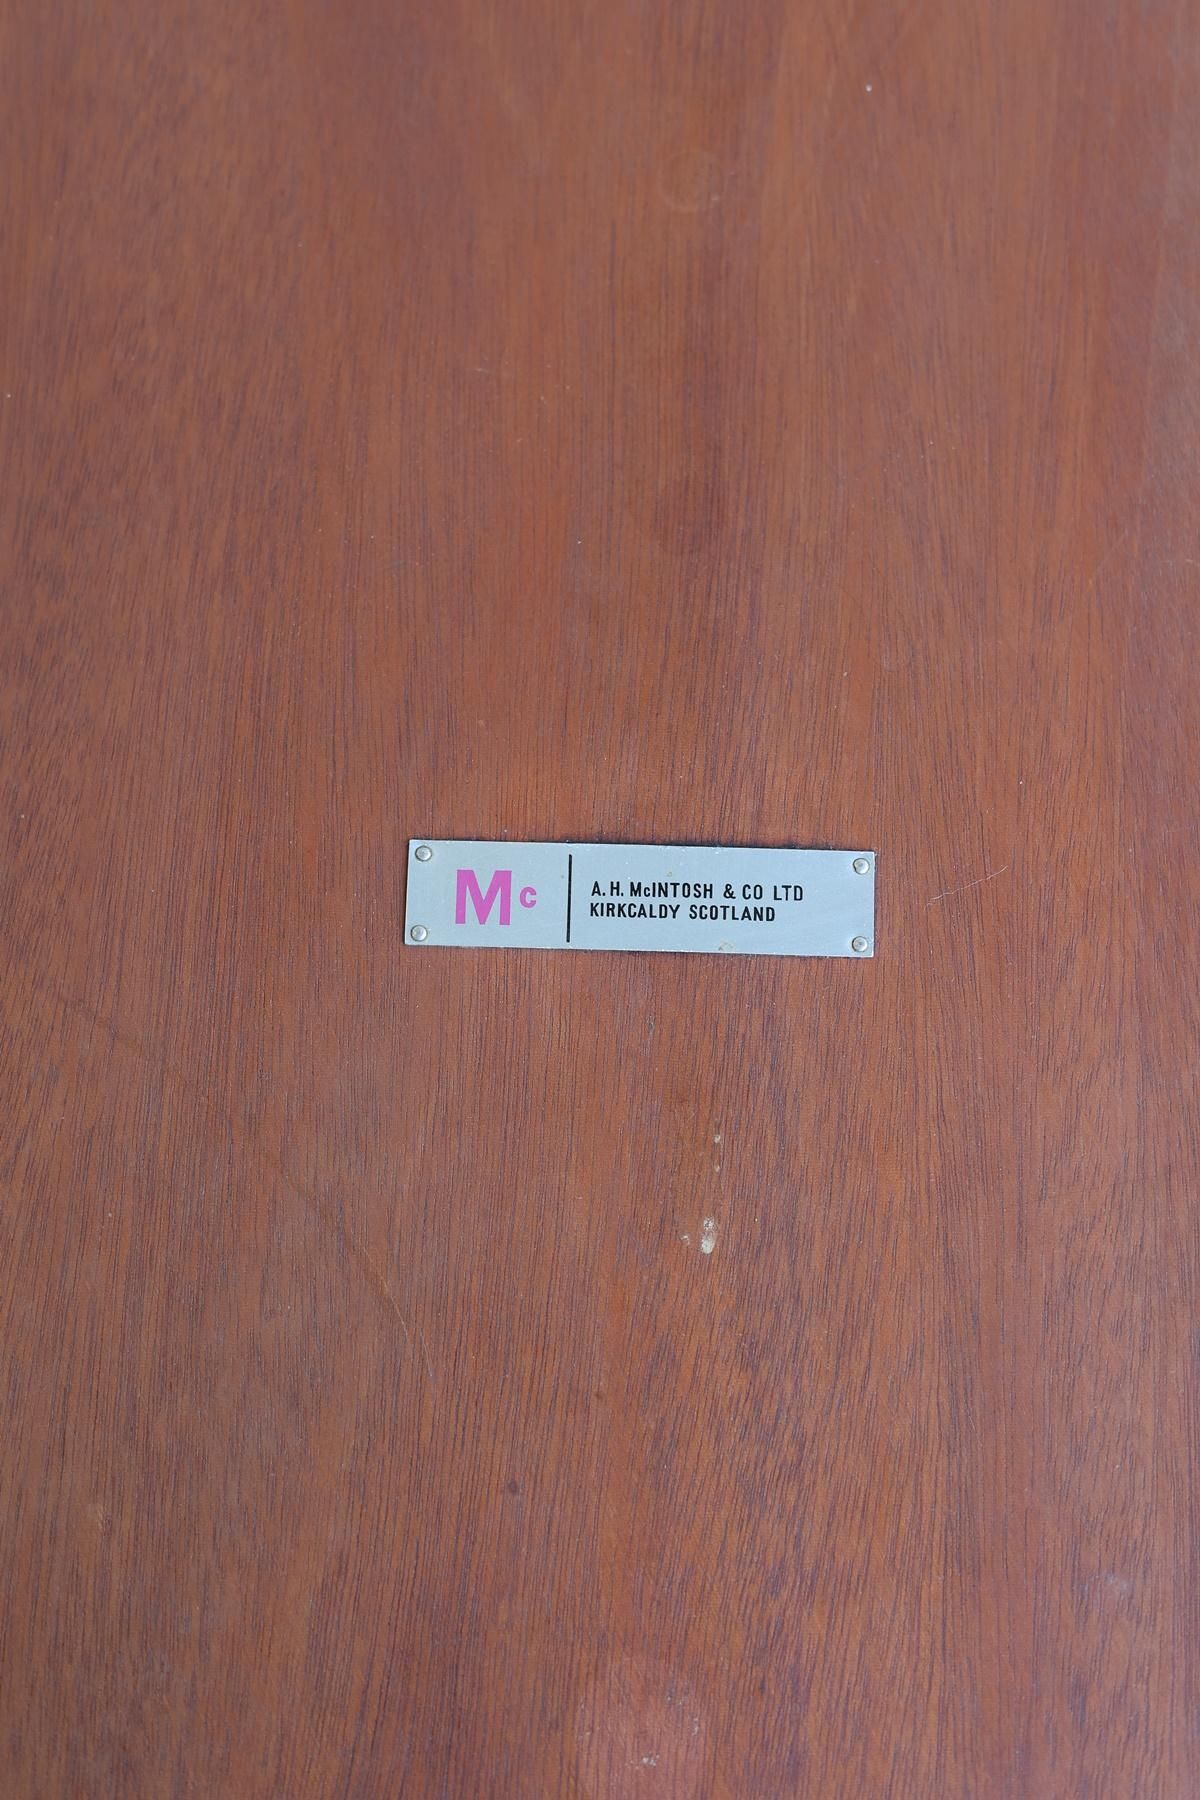 Mc
A. H. McINTOSH & CO LTD
KIRKCALDY SCOTLAND